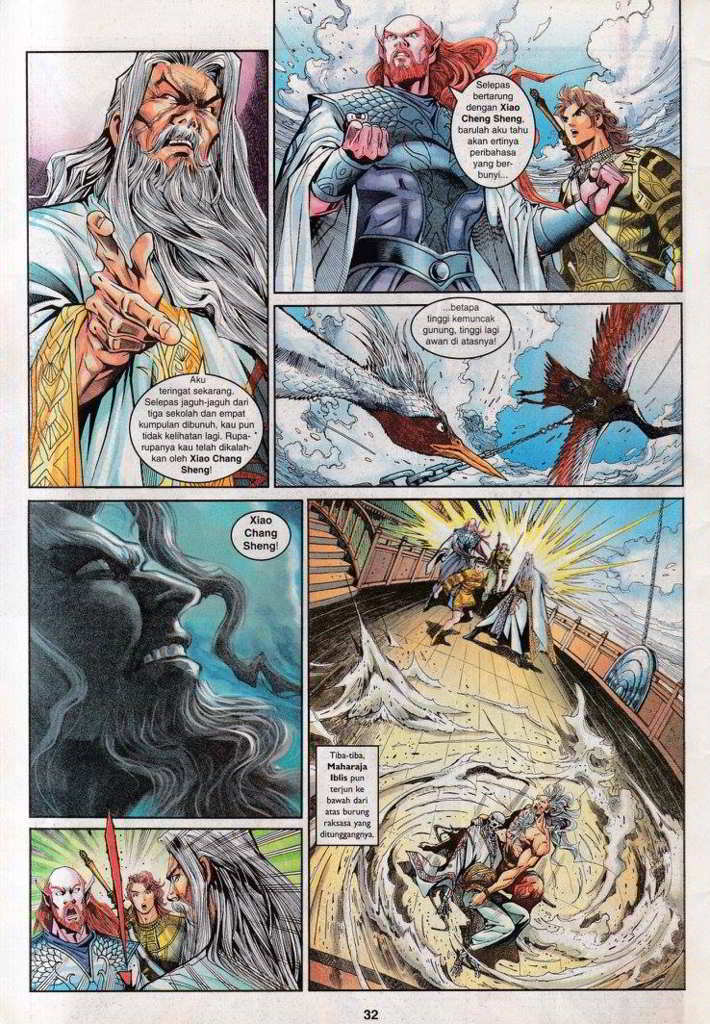 Aku
teringat sekarang.
Selepas jaguh-jaguh dari
tiga sekolah dan empat
kumpulan dibunuh, kau pun
tidak kelihatan lagi. Rupa-
rupanya kau telah dikalah-
kan oleh Xiao Chang
Sheng!
Selepas
bertarung
dengan Xiao
Cheng Sheng,
barulah aku tahu
akan ertinya
peribahasa
yang ber-
bunyi...
...betapa
tinggi kemuncak
gunung, tinggi lagi
awan di atasnya!
Xiao
Chang
Sheng!
Tiba-tiba,
Maharaja
Iblis pun
terjun ke
bawah dari
atas burung
raksasa yang
ditunggangnya.
32